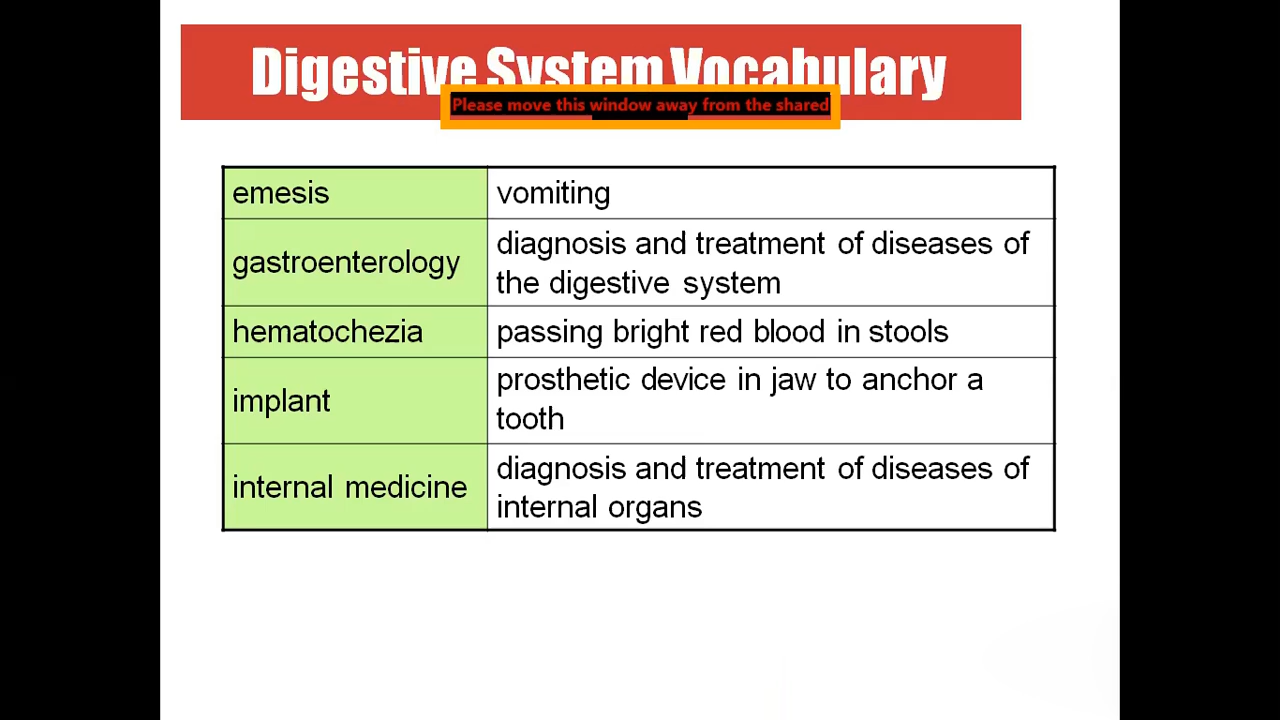 Digestive System Vocabulary
Please move this window away from the shared
emesis
vomiting
gastroenterology
diagnosis and treatment of diseases of
the digestive system
hematochezia
passing bright red blood in stools
implant
prosthetic device in jaw to anchor a
tooth
internal medicine
diagnosis and treatment of diseases of
internal organs